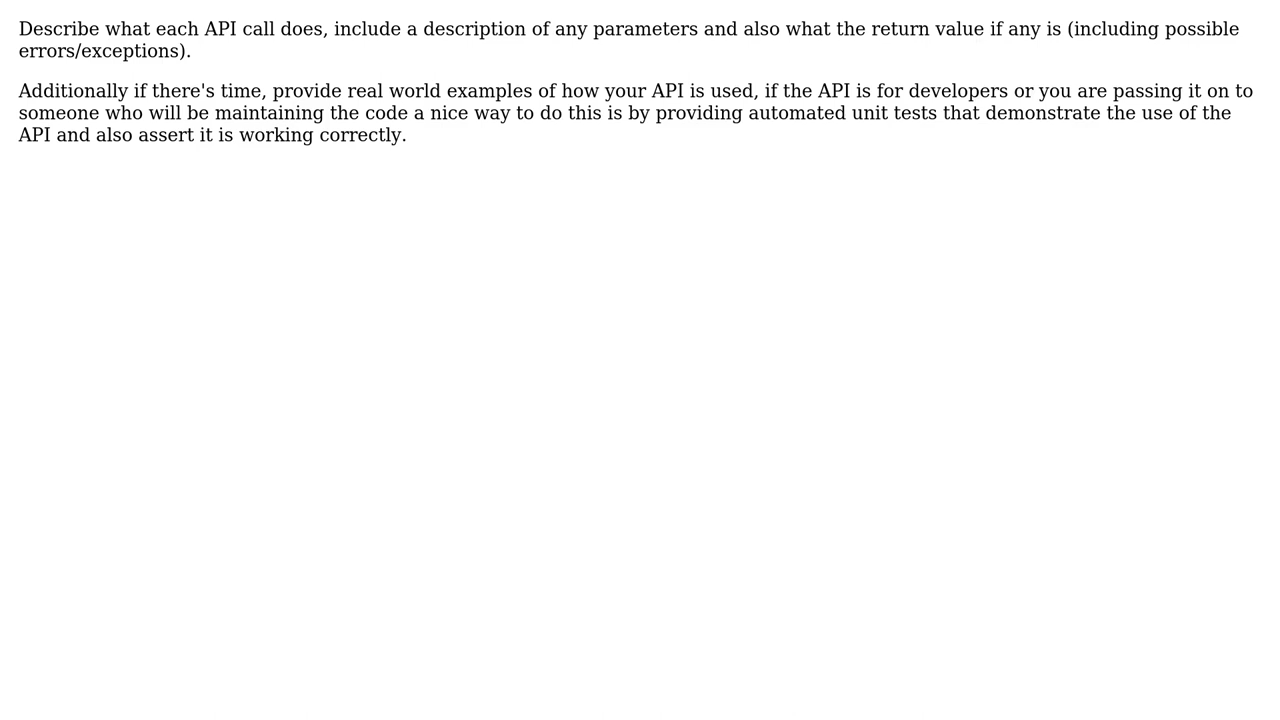 Describe what each API call does, include a description of any parameters and also what the return value if any is (including possible
errors/exceptions).
Additionally if there's time, provide real world examples of how your API is used, if the API is for developers or you are passing it on to
someone who will be maintaining the code a nice way to do this is by providing automated unit tests that demonstrate the use of the
API and also assert it is working correctly.